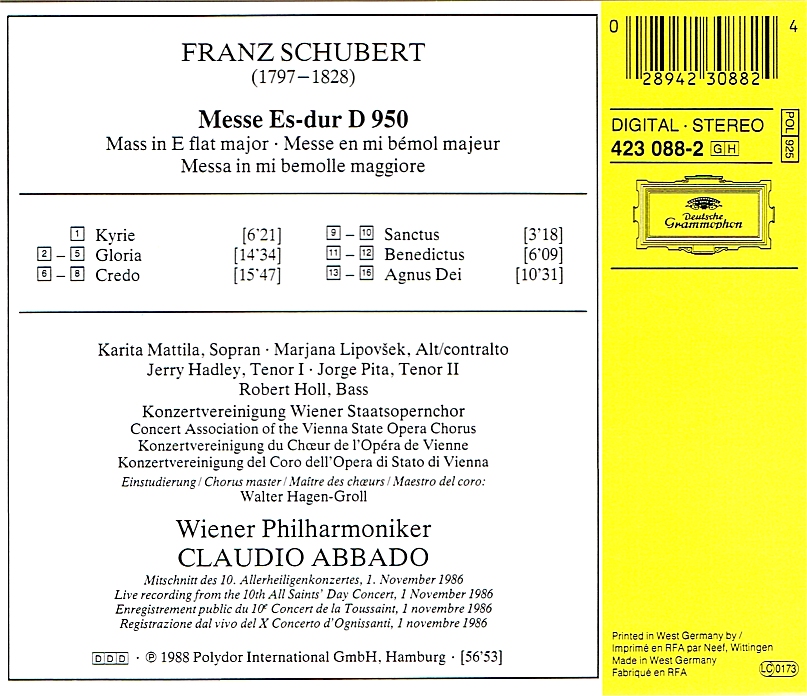 FRANZ SCHUBERT
(1797–1828)
Messe Es-dur D 950
Mass in E flat major · Messe en mi bémol majeur
Messa in mi bemolle maggiore
1 Kyrie [6'21]
2 – 5 Gloria [14'34]
6 – 8 Credo [15'47]
9 – 10 Sanctus [3'18]
11 – 12 Benedictus [6'09]
13 – 16 Agnus Dei [10'31]
Karita Mattila, Sopran · Marjana Lipovšek, Alt/contralto
Jerry Hadley, Tenor I · Jorge Pita, Tenor II
Robert Holl, Bass
Konzertvereinigung Wiener Staatsopernchor
Concert Association of the Vienna State Opera Chorus
Konzertvereinigung du Chœur de l'Opéra de Vienne
Konzertvereinigung del Coro dell'Opera di Stato di Vienna
Einstudierung / Chorus master / Maître des chœurs / Maestro del coro:
Walter Hagen-Groll
Wiener Philharmoniker
CLAUDIO ABBADO
Mitschnitt des 10. Allerheiligenkonzertes, 1. November 1986
Live recording from the 10th All Saints' Day Concert, 1 November 1986
Enregistrement public du 10e Concert de la Toussaint, 1 novembre 1986
Registrazione dal vivo del X Concerto d'Ognissanti, 1 novembre 1986
DDD · ℗ 1988 Polydor International GmbH, Hamburg · [56'53]
0 28942 30882 4
DIGITAL · STEREO
423 088-2 GH
POL 925
Deutsche
Grammophon
Printed in West Germany by /
Imprimé en RFA par Neef, Wittingen
Made in West Germany
Fabriqué en RFA
LC 0173